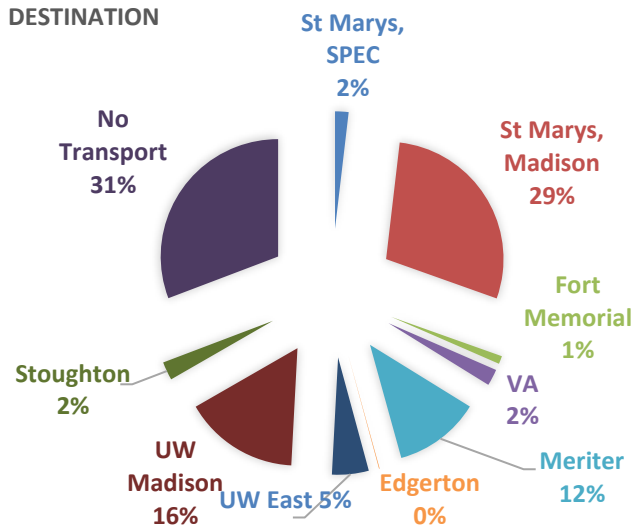 DESTINATION
St Marys,
SPEC
2%
St Marys,
Madison
29%
Fort
Memorial
1%
VA
2%
Meriter
12%
Edgerton
0%
UW East 5%
UW
Madison
16%
Stoughton
2%
No
Transport
31%